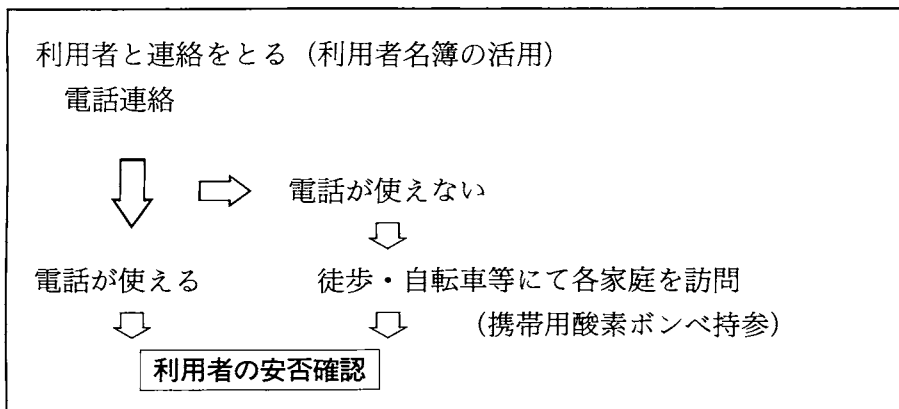 利用者と連絡をとる（利用者名簿の活用）
電話連絡
電話が使えない
電話が使える
徒歩・自転車等にて各家庭を訪問
（携帯用酸素ボンベ持参）
利用者の安否確認